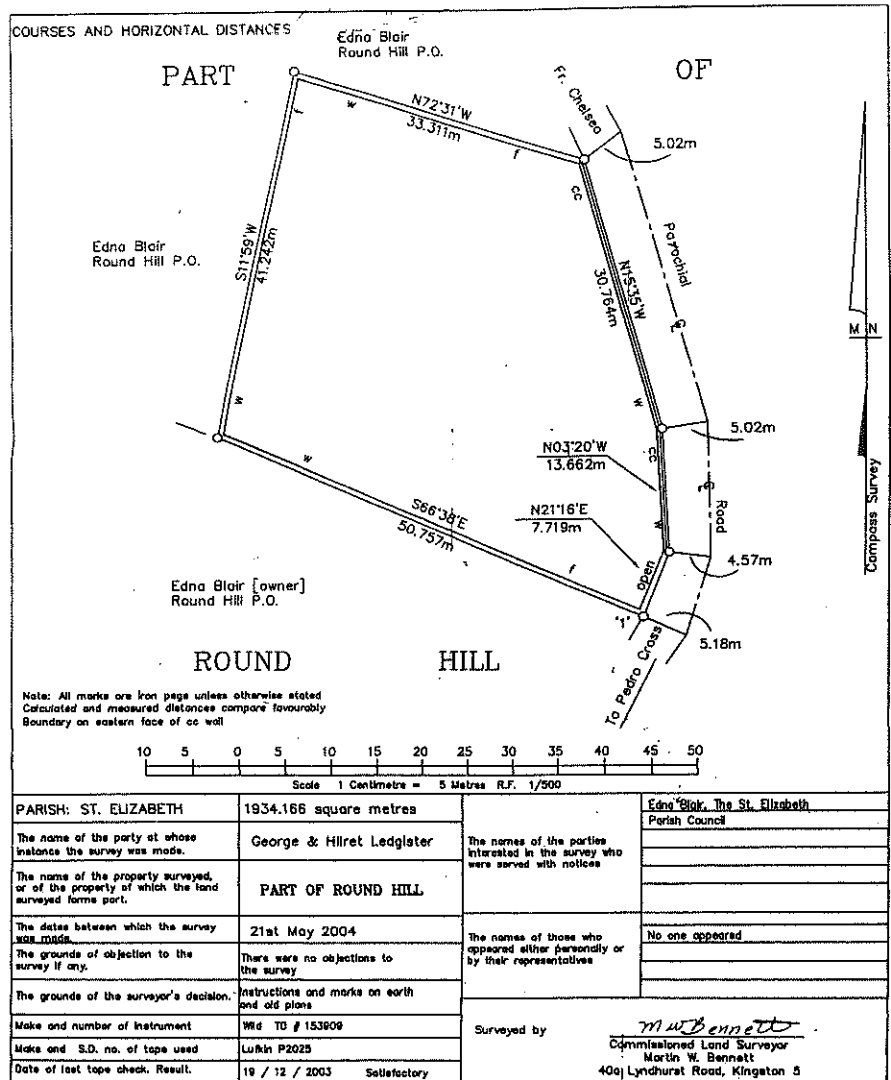 COURSES AND HORIZONTAL DISTANCES
Edna Blair
Round Hill P.O.
PART OF
Fr. Chelsea
N72°31'W
33.311m
w
f
5.02m
f
cc
Edna Blair
Round Hill P.O.
S11°59'W
41.242m
N15°35'W
30.764m
Parochial
M N
w
w
5.02m
cc
N03°20'W
13.662m
w
S66°38'E
50.757m
f
N21°16'E
7.719m
w
Road
open
4.57m
Compass Survey
Edna Blair [owner]
Round Hill P.O.
"1"
5.18m
ROUND HILL
To Pedro Cross
Note: All marks are iron pegs unless otherwise stated
Calculated and measured distances compare favourably
Boundary on eastern face of cc wall
10 5 0 5 10 15 20 25 30 35 40 45 50
Scale 1 Centimetre = 5 Metres R.F. 1/500
PARISH: ST. ELIZABETH
1934.166 square metres
The name of the party at whose
instance the survey was made.
George & Hilret Ledgister
The name of the property surveyed,
or of the property of which the land
surveyed forms part.
PART OF ROUND HILL
The dates between which the survey
was made.
21st May 2004
The grounds of objection to the
survey if any.
There were no objections to
the survey
The grounds of the surveyor's decision.
Instructions and marks on earth
and old plans
Make and number of instrument
Wild TO # 153909
Make and S.D. no. of tape used
Lufkin P2025
Date of last tape check. Result.
19 / 12 / 2003 Satisfactory
The names of the parties
interested in the survey who
were served with notices
Edna Blair, The St. Elizabeth
Parish Council
The names of those who
appeared either personally or
by their representatives
No one appeared
Surveyed by
M W Bennett
Commissioned Land Surveyor
Martin W. Bennett
40a Lyndhurst Road, Kingston 5